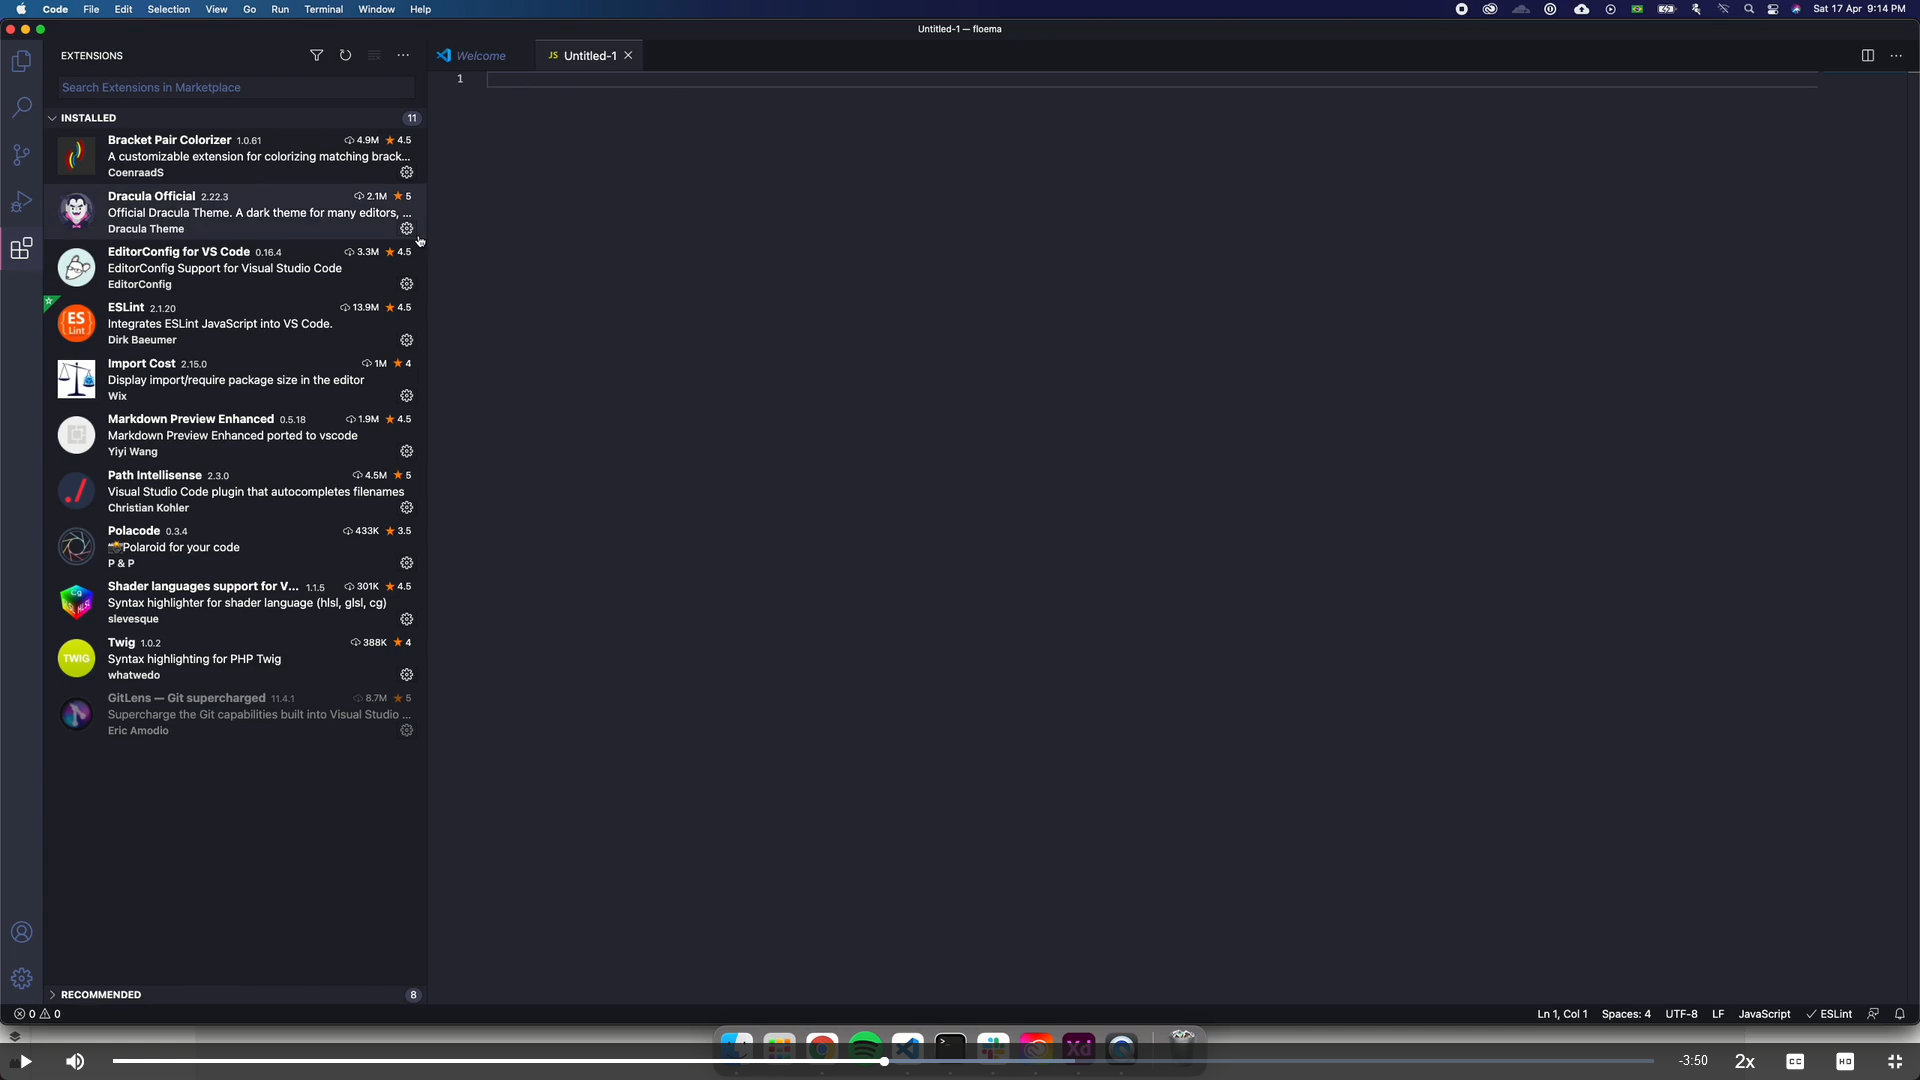 Code File Edit Selection View Go Run Terminal Window Help
Sat 17 Apr 9:14 PM
Untitled-1 — floema
EXTENSIONS
Welcome
JS Untitled-1
1
Search Extensions in Marketplace
INSTALLED 11
Bracket Pair Colorizer 1.0.61 4.9M 4.5
A customizable extension for colorizing matching brack...
CoenraadS
Dracula Official 2.22.3 2.1M 5
Official Dracula Theme. A dark theme for many editors, ...
Dracula Theme
EditorConfig for VS Code 0.16.4 3.3M 4.5
EditorConfig Support for Visual Studio Code
EditorConfig
ES Lint
ESLint 2.1.20 13.9M 4.5
Integrates ESLint JavaScript into VS Code.
Dirk Baeumer
Import Cost 2.15.0 1M 4
Display import/require package size in the editor
Wix
Markdown Preview Enhanced 0.5.18 1.9M 4.5
Markdown Preview Enhanced ported to vscode
Yiyi Wang
Path Intellisense 2.3.0 4.5M 5
Visual Studio Code plugin that autocompletes filenames
Christian Kohler
Polacode 0.3.4 433K 3.5
📸Polaroid for your code
P & P
Shader languages support for V... 1.1.5 301K 4.5
Syntax highlighter for shader language (hlsl, glsl, cg)
slevesque
Twig 1.0.2 388K 4
TWIG
Syntax highlighting for PHP Twig
whatwedo
GitLens — Git supercharged 11.4.1 8.7M 5
Supercharge the Git capabilities built into Visual Studio ...
Eric Amodio
RECOMMENDED 8
0 0
Ln 1, Col 1 Spaces: 4 UTF-8 LF JavaScript ESLint
Xd
-3:50 2x CC HD